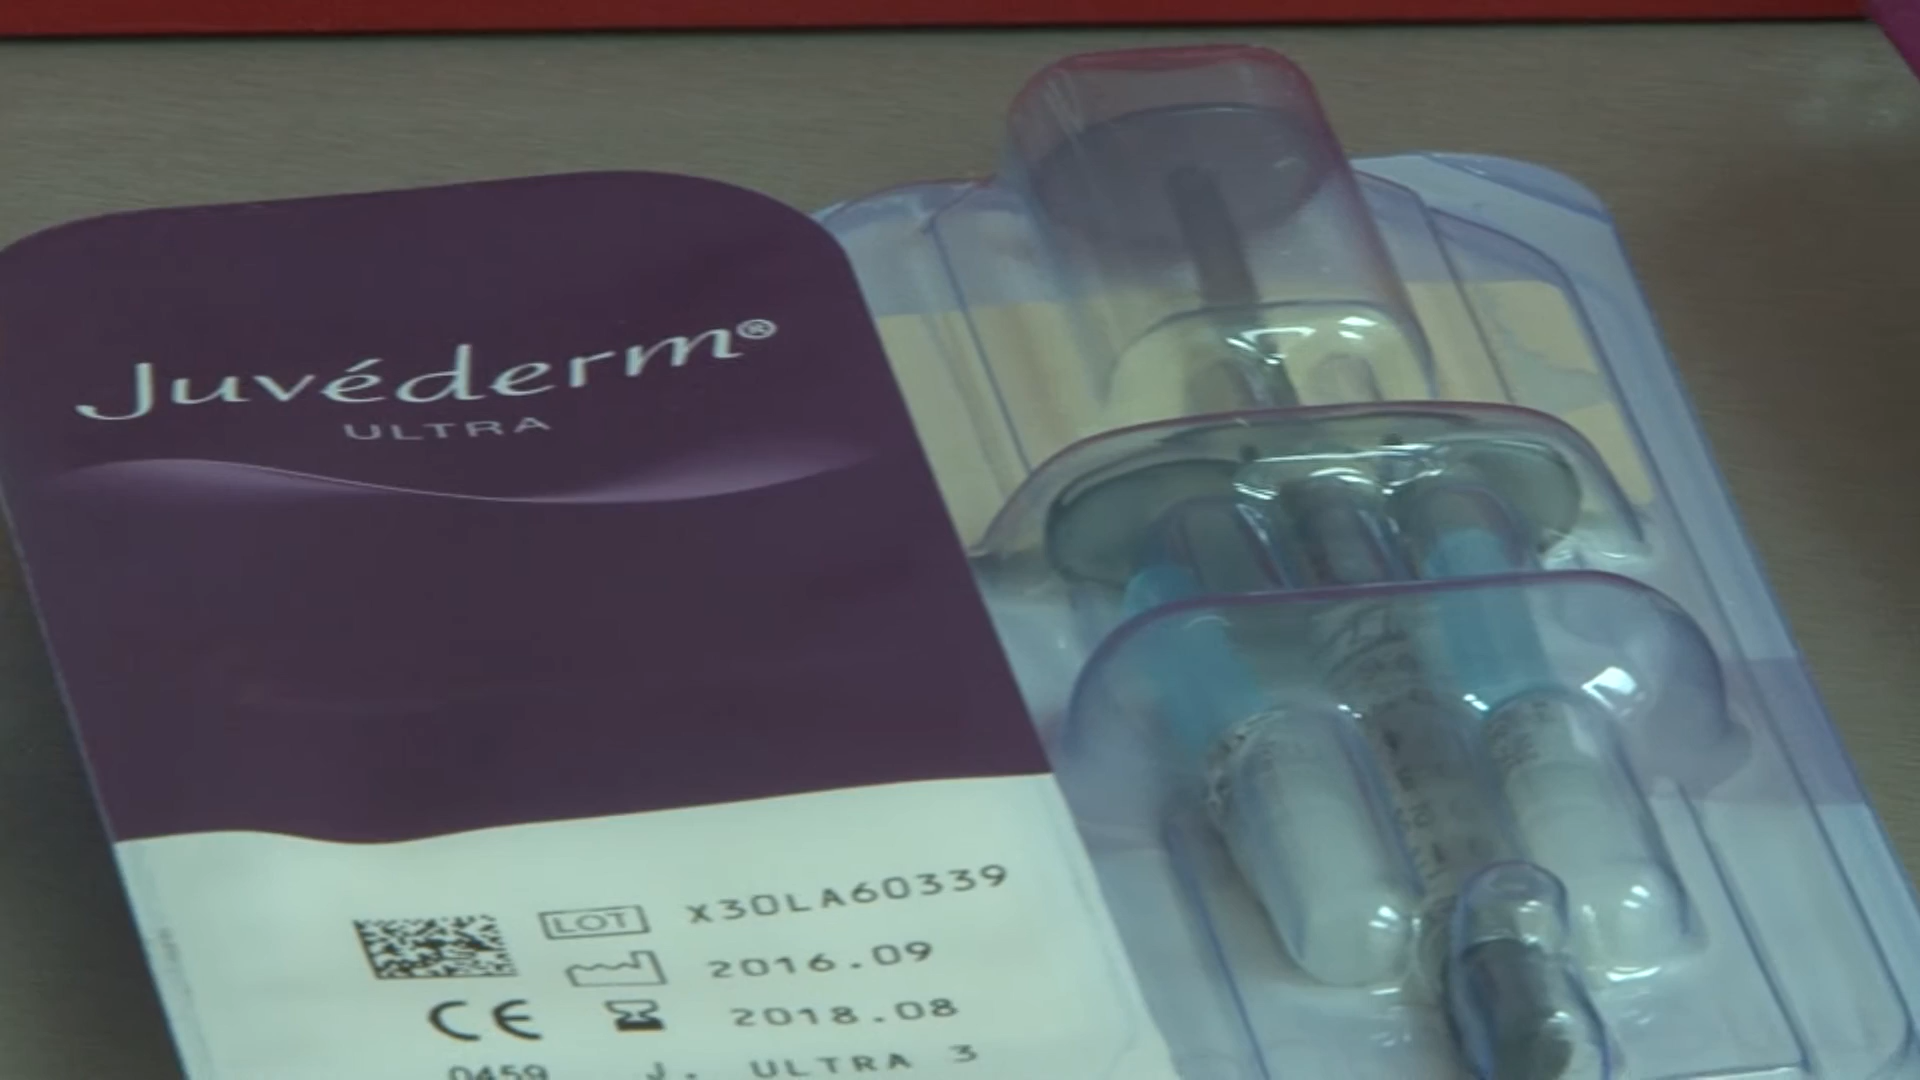 Juvéderm®
ULTRA
LOT X30LA60339
2016.09
CE 2018.08
0459 J. ULTRA 3